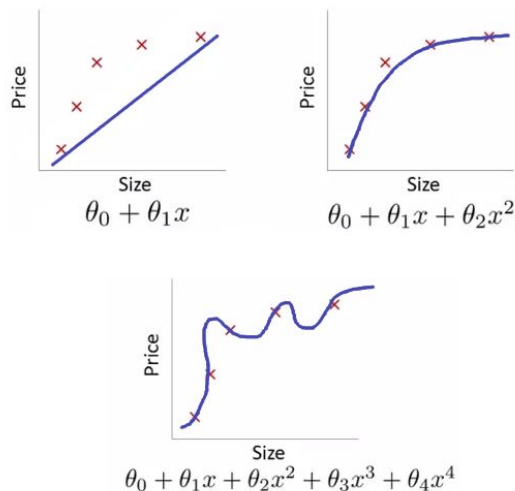 Price
Size
θ₀ + θ₁x
Price
Size
θ₀ + θ₁x + θ₂x²
Price
Size
θ₀ + θ₁x + θ₂x² + θ₃x³ + θ₄x⁴